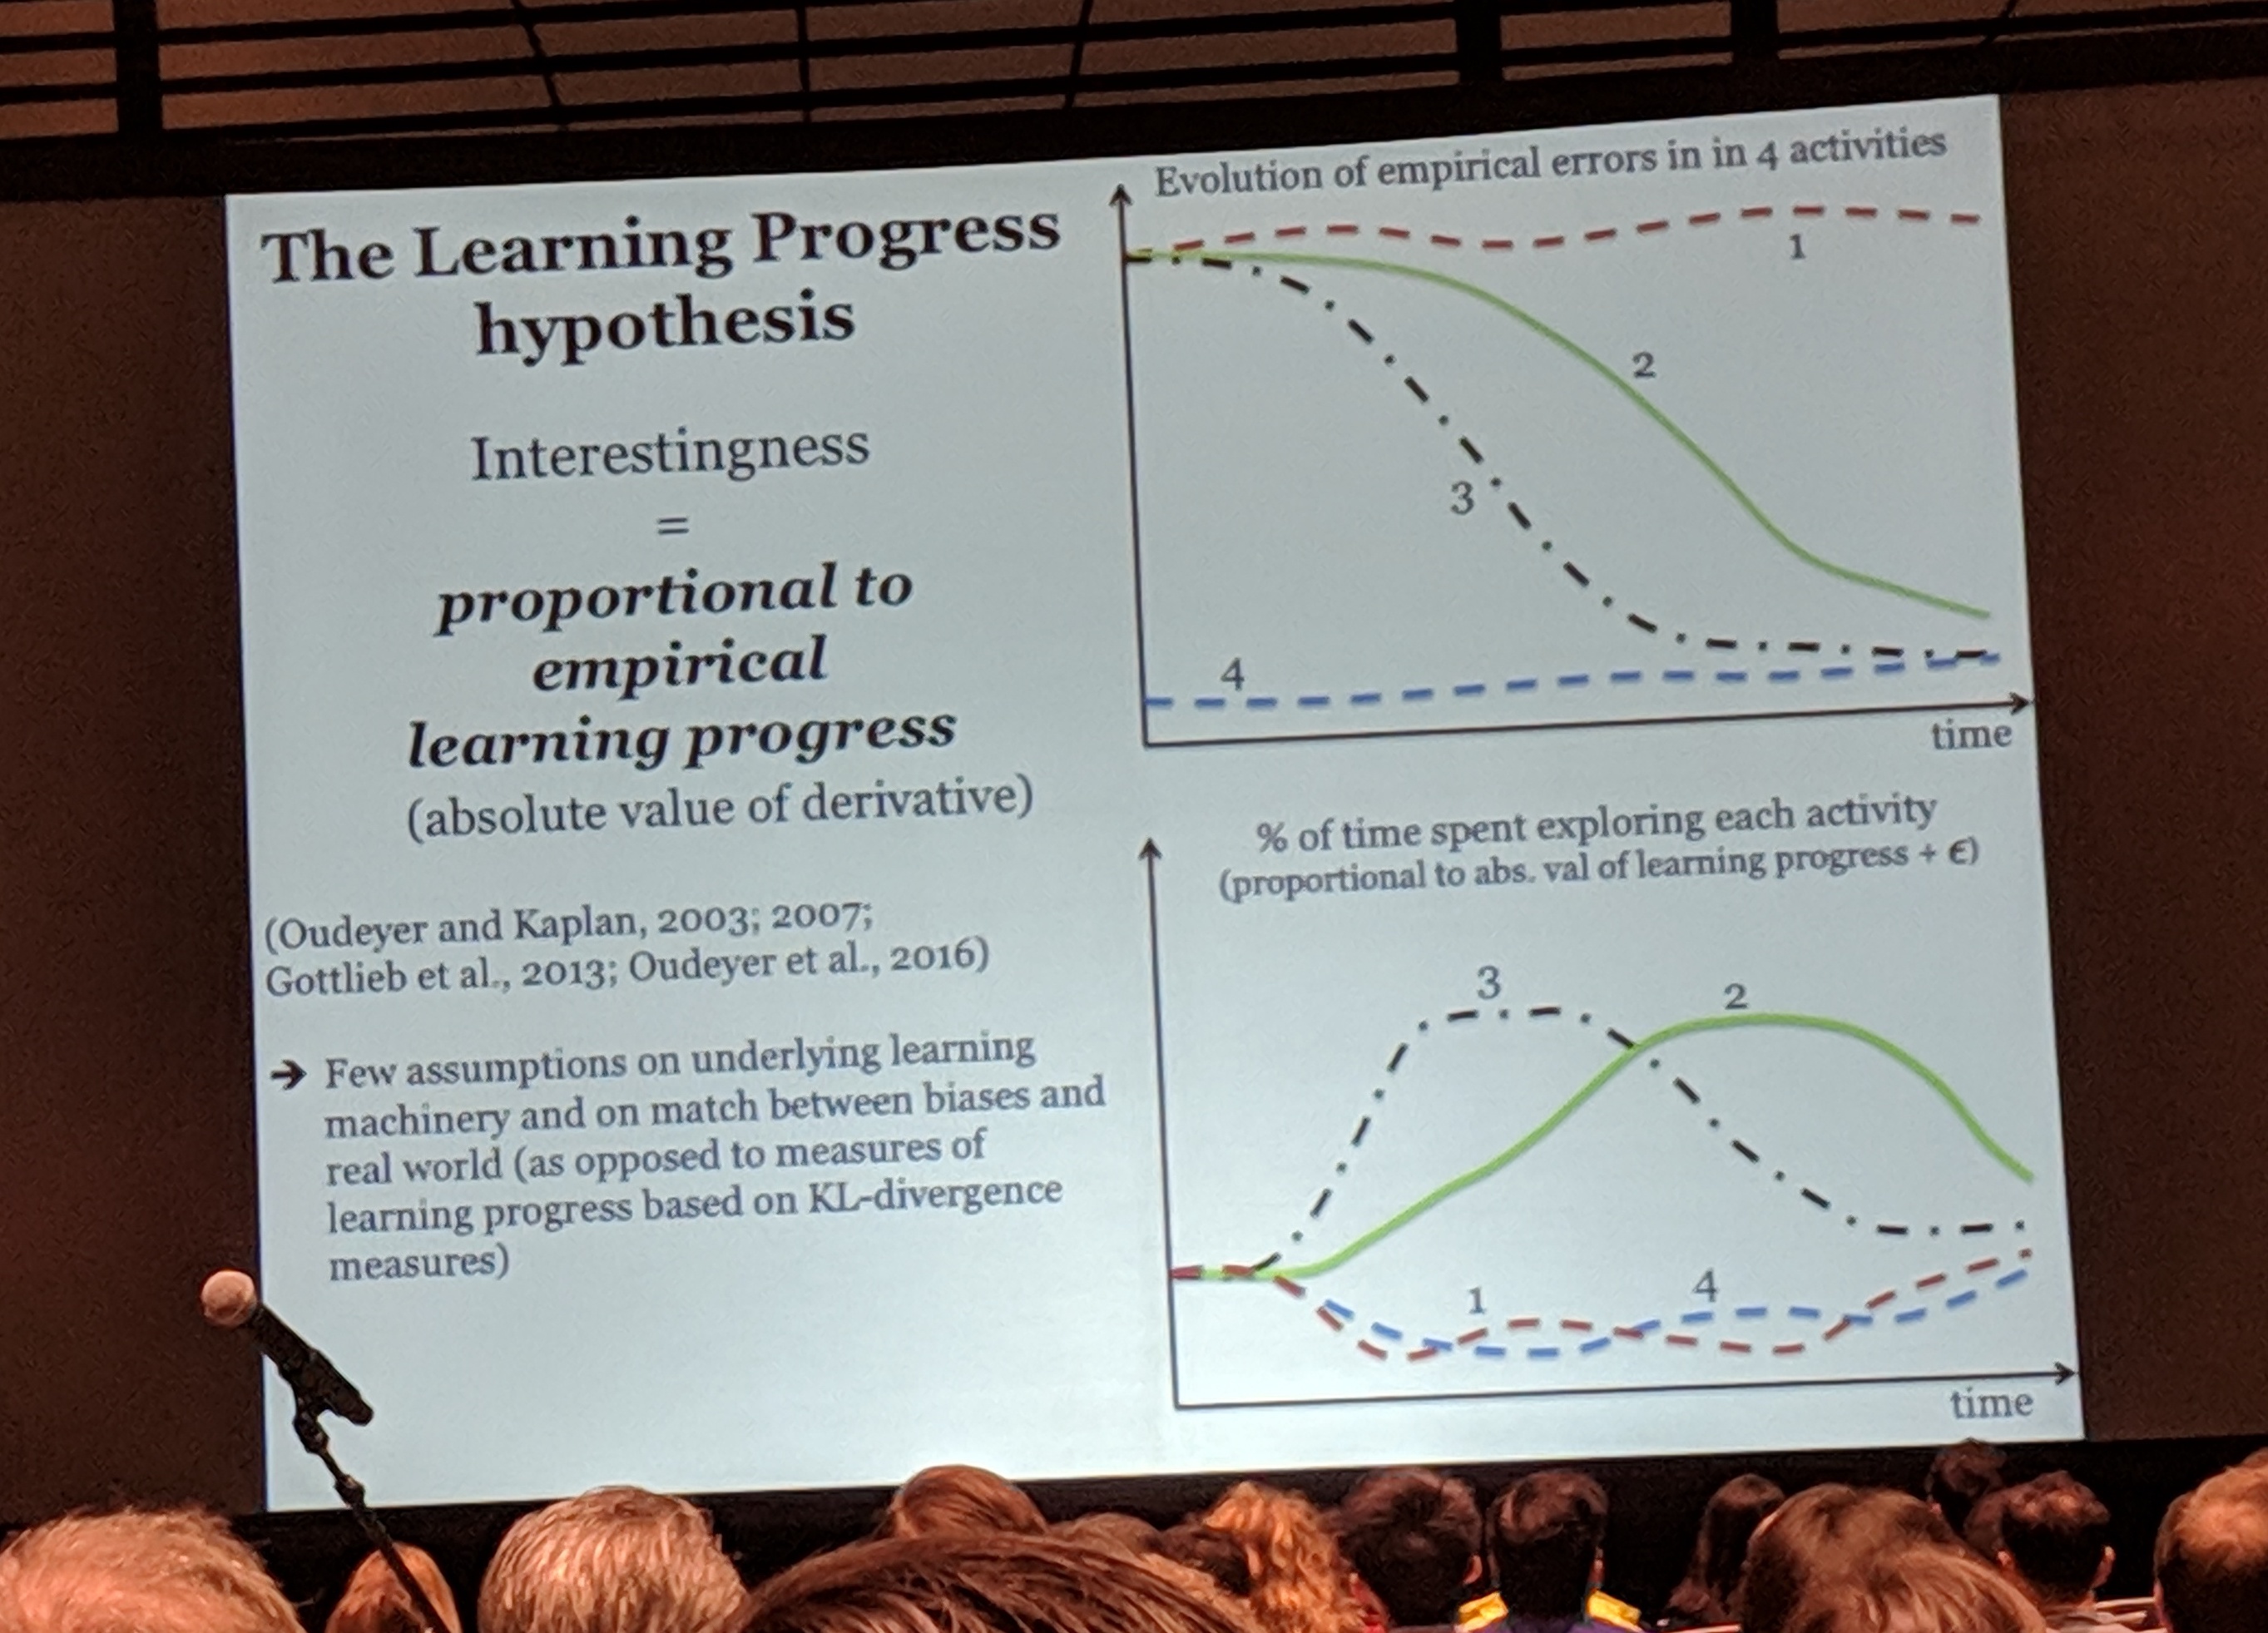 The Learning Progress
hypothesis
Interestingness
=
proportional to
empirical
learning progress
(absolute value of derivative)
(Oudeyer and Kaplan, 2003; 2007;
Gottlieb et al., 2013; Oudeyer et al., 2016)
➔ Few assumptions on underlying learning
machinery and on match between biases and
real world (as opposed to measures of
learning progress based on KL-divergence
measures)
Evolution of empirical errors in in 4 activities
1
2
3
4
time
% of time spent exploring each activity
(proportional to abs. val of learning progress + ϵ)
3
2
1
4
time